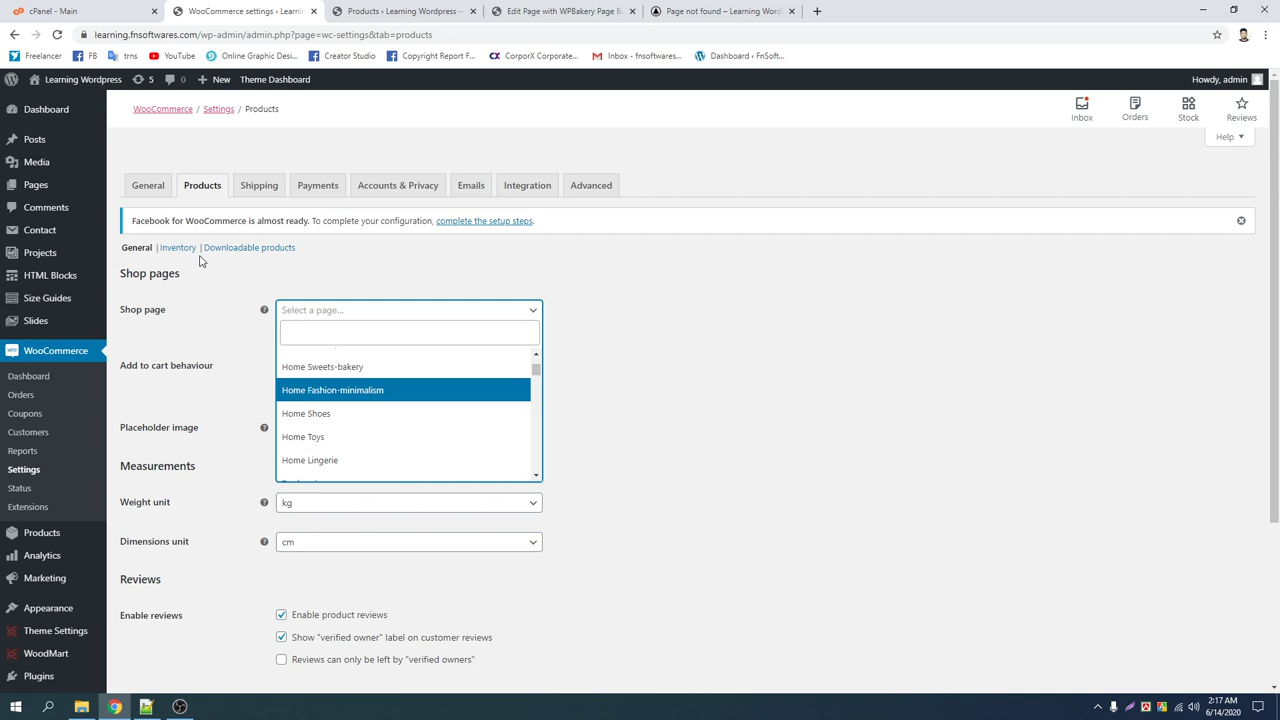 cPanel - Main
WooCommerce settings ‹ Learni
Products ‹ Learning Wordpress —
Edit Page with WPBakery Page B
Page not found – Learning Word
learning.fnsoftwares.com/wp-admin/admin.php?page=wc-settings&tab=products
Freelancer
FB
trns
YouTube
Online Graphic Desi...
Creator Studio
Copyright Report F...
CorporX Corporate...
Inbox - fnsoftwares...
Dashboard ‹ FnSoft...
Learning Wordpress
5
0
New
Theme Dashboard
Howdy, admin
Dashboard
Posts
Media
Pages
Comments
Contact
Projects
HTML Blocks
Size Guides
Slides
WooCommerce
Dashboard
Orders
Coupons
Customers
Reports
Settings
Status
Extensions
Products
Analytics
Marketing
Appearance
Theme Settings
WoodMart
Plugins
WooCommerce / Settings / Products
Inbox
Orders
Stock
Reviews
Help
General
Products
Shipping
Payments
Accounts & Privacy
Emails
Integration
Advanced
Facebook for WooCommerce is almost ready. To complete your configuration, complete the setup steps.
General | Inventory | Downloadable products
Shop pages
Shop page
Select a page...
Home Sweets-bakery
Home Fashion-minimalism
Home Shoes
Home Toys
Home Lingerie
Add to cart behaviour
Placeholder image
Measurements
Weight unit
kg
Dimensions unit
cm
Reviews
Enable reviews
Enable product reviews
Show "verified owner" label on customer reviews
Reviews can only be left by "verified owners"
2:17 AM
6/14/2020